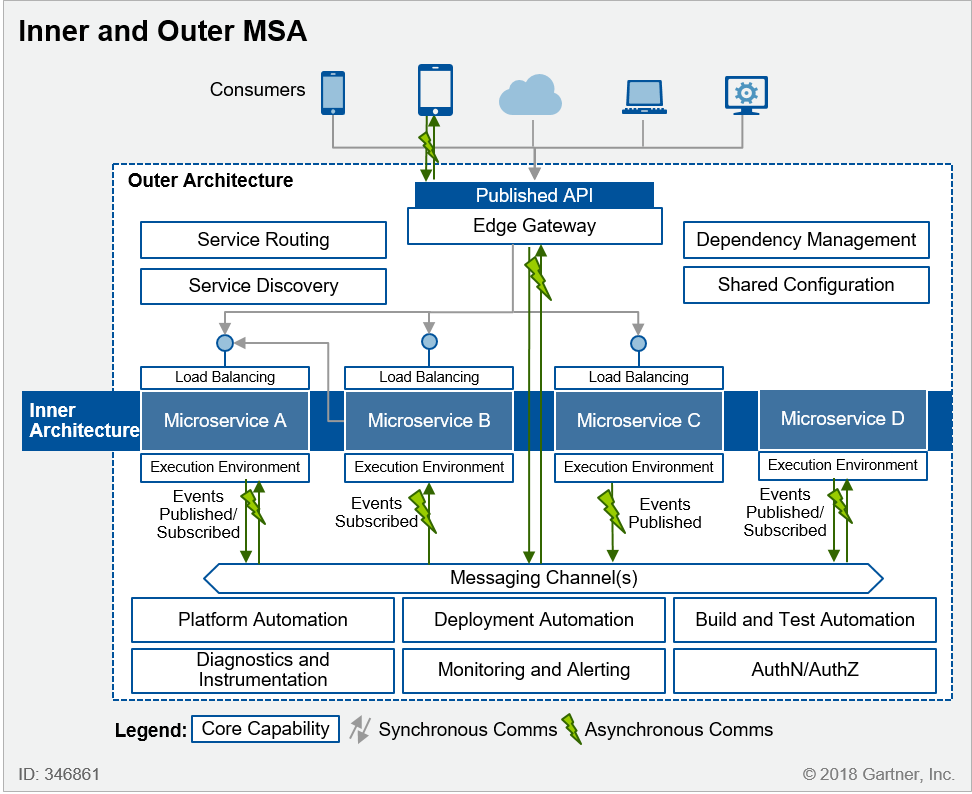 Inner and Outer MSA
Consumers
Outer Architecture
Published API
Edge Gateway
Service Routing
Dependency Management
Service Discovery
Shared Configuration
Load Balancing
Load Balancing
Load Balancing
Inner
Architecture
Microservice A
Microservice B
Microservice C
Microservice D
Execution Environment
Execution Environment
Execution Environment
Execution Environment
Events
Published/
Subscribed
Events
Subscribed
Events
Published
Events
Published/
Subscribed
Messaging Channel(s)
Platform Automation
Deployment Automation
Build and Test Automation
Diagnostics and
Instrumentation
Monitoring and Alerting
AuthN/AuthZ
Legend: Core Capability Synchronous Comms Asynchronous Comms
ID: 346861
© 2018 Gartner, Inc.